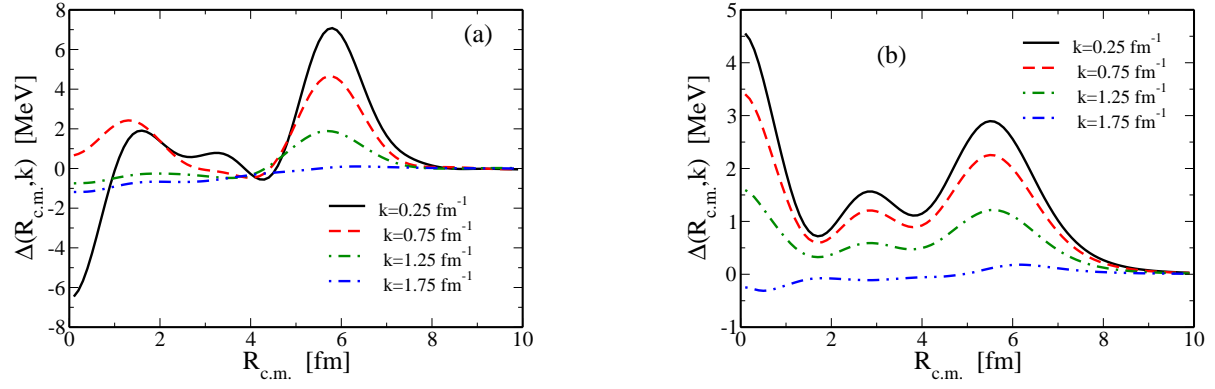 (a)
Δ(R_c.m.,k) [MeV]
8
6
4
2
0
-2
-4
-6
-8
k=0.25 fm⁻¹
k=0.75 fm⁻¹
k=1.25 fm⁻¹
k=1.75 fm⁻¹
0 2 4 6 8 10
R_c.m. [fm]
(b)
Δ(R_c.m.,k) [MeV]
5
4
3
2
1
0
-1
k=0.25 fm⁻¹
k=0.75 fm⁻¹
k=1.25 fm⁻¹
k=1.75 fm⁻¹
0 2 4 6 8 10
R_c.m. [fm]